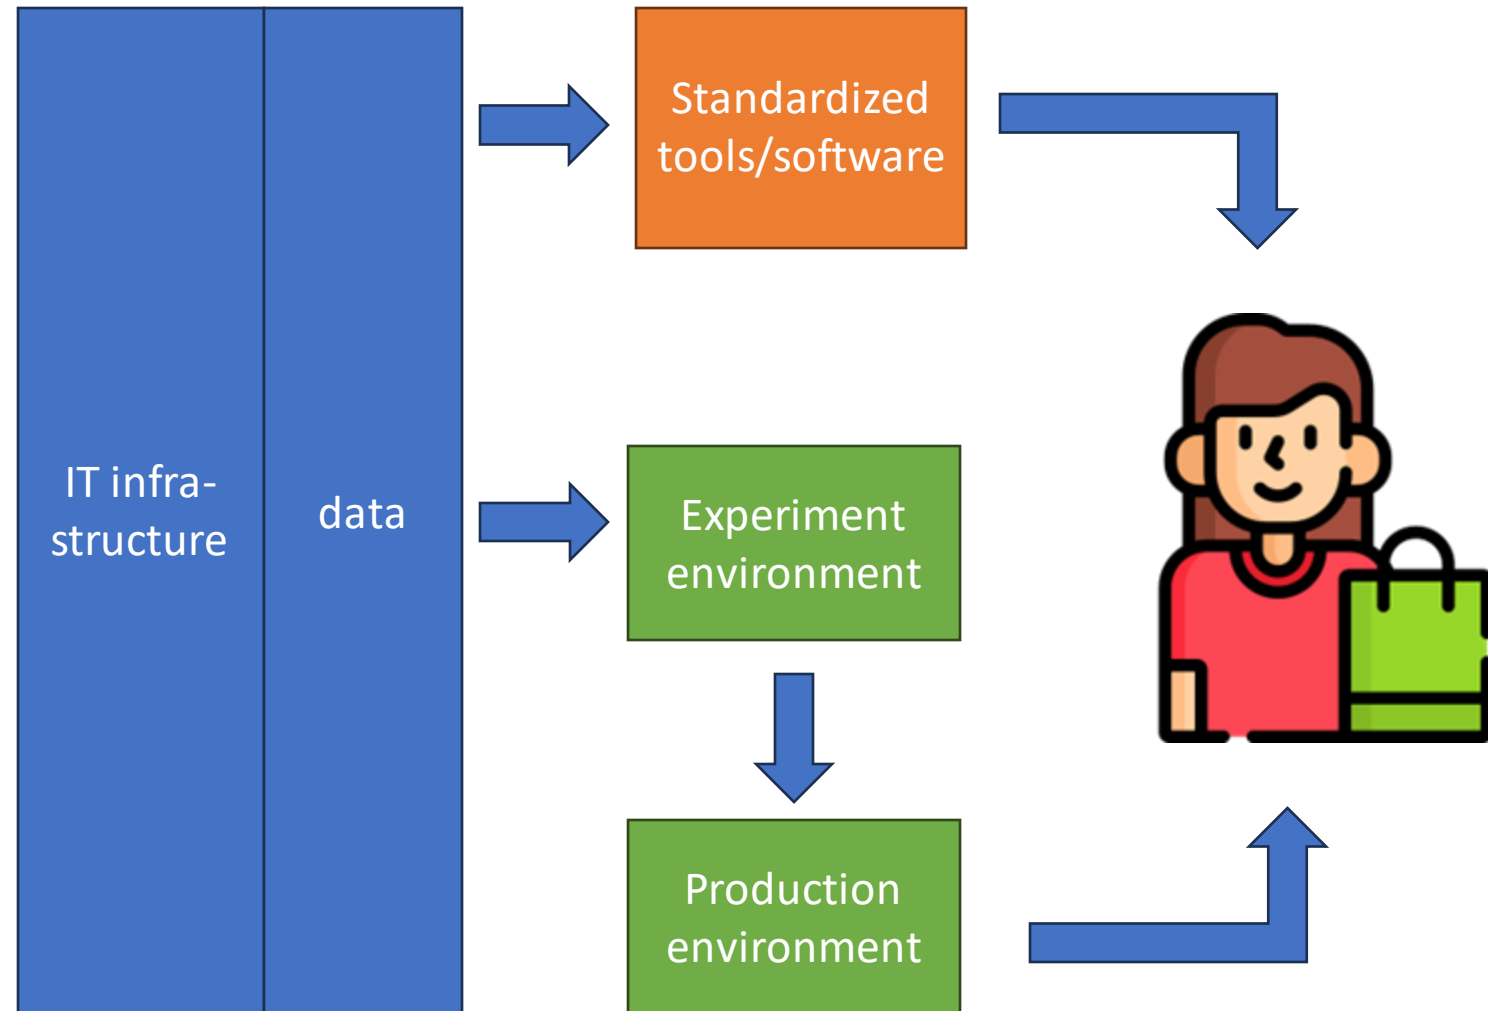 IT infra-
structure
data
Standardized
tools/software
Experiment
environment
Production
environment